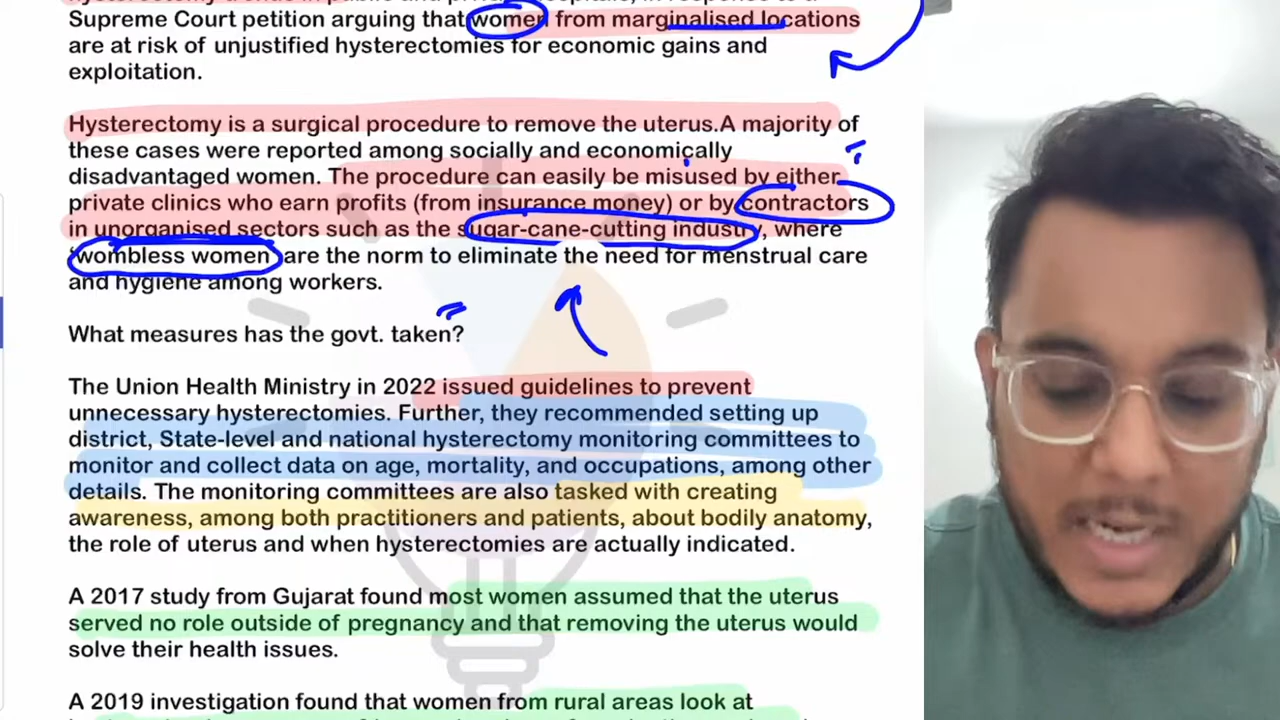 Supreme Court petition arguing that women from marginalised locations
are at risk of unjustified hysterectomies for economic gains and
exploitation.
Hysterectomy is a surgical procedure to remove the uterus.A majority of
these cases were reported among socially and economically
disadvantaged women. The procedure can easily be misused by either
private clinics who earn profits (from insurance money) or by contractors
in unorganised sectors such as the sugar-cane-cutting industry, where
'wombless women' are the norm to eliminate the need for menstrual care
and hygiene among workers.
What measures has the govt. taken?
The Union Health Ministry in 2022 issued guidelines to prevent
unnecessary hysterectomies. Further, they recommended setting up
district, State-level and national hysterectomy monitoring committees to
monitor and collect data on age, mortality, and occupations, among other
details. The monitoring committees are also tasked with creating
awareness, among both practitioners and patients, about bodily anatomy,
the role of uterus and when hysterectomies are actually indicated.
A 2017 study from Gujarat found most women assumed that the uterus
served no role outside of pregnancy and that removing the uterus would
solve their health issues.
A 2019 investigation found that women from rural areas look at